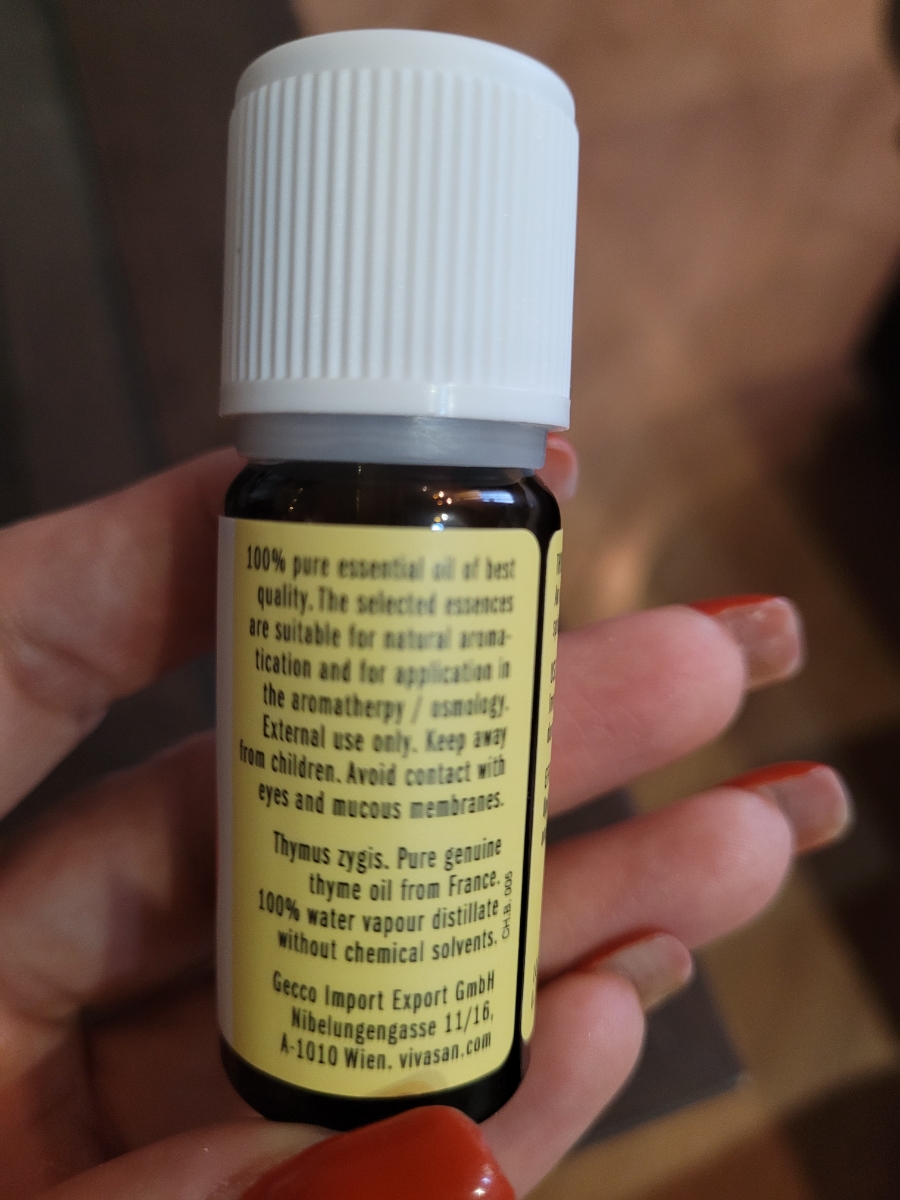 100% pure essential oil of best
quality. The selected essences
are suitable for natural aroma-
tication and for application in
the aromatherpy / osmology.
External use only. Keep away
from children. Avoid contact with
eyes and mucous membranes.
Thymus zygis. Pure genuine
thyme oil from France.
100% water vapour distillate
without chemical solvents.
CH.B. 005
Gecco Import Export GmbH
Nibelungengasse 11/16,
A-1010 Wien. vivasan.com